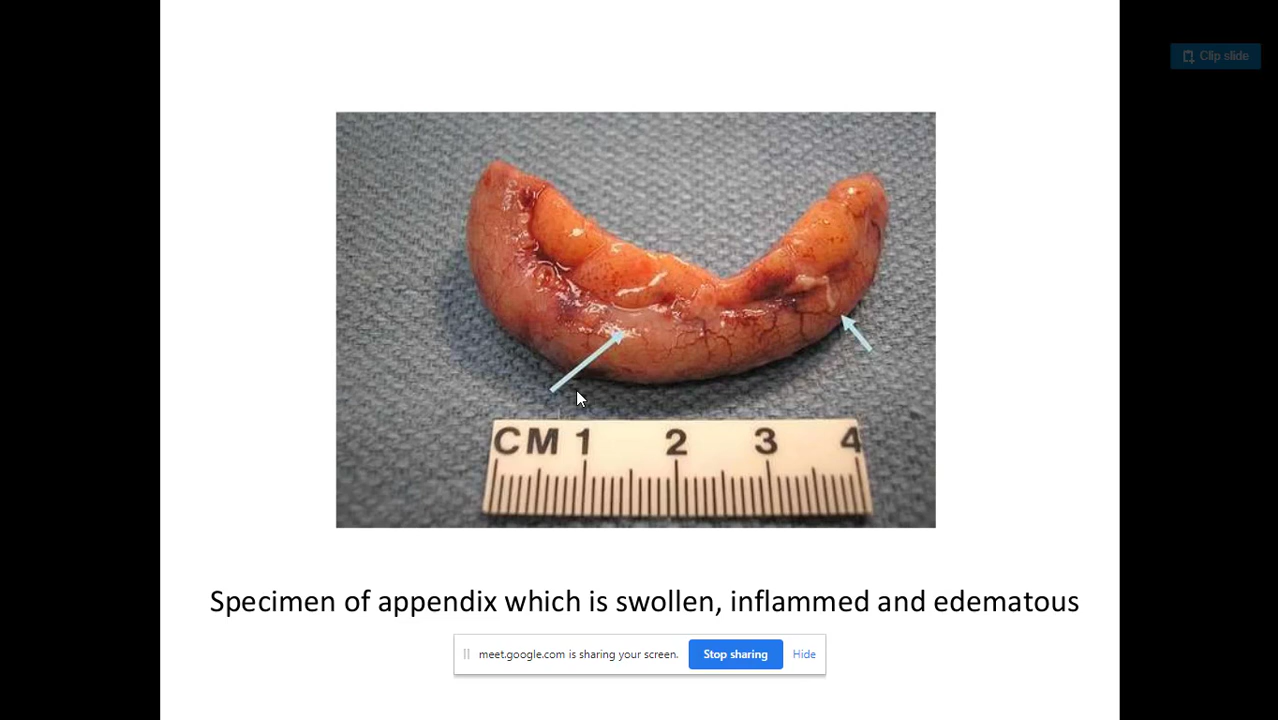 Clip slide
CM 1 2 3 4
Specimen of appendix which is swollen, inflammed and edematous
meet.google.com is sharing your screen. Stop sharing Hide